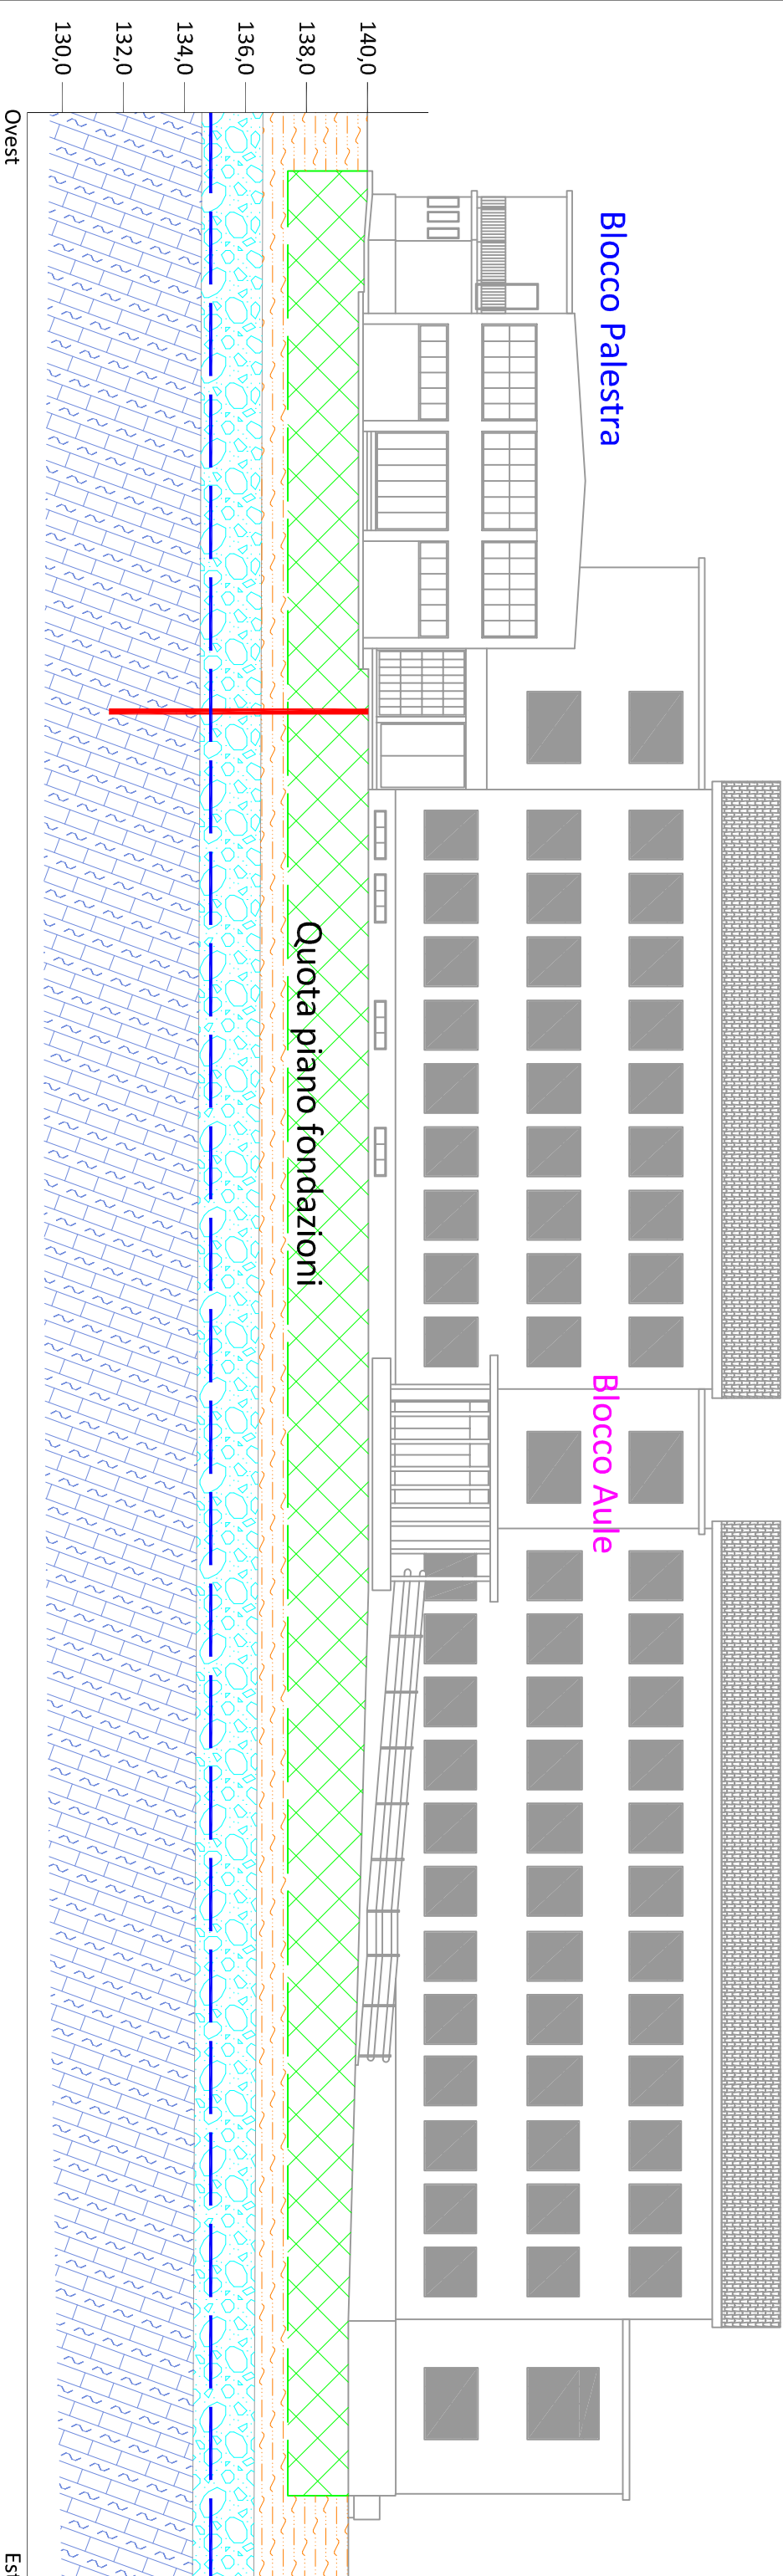 Blocco Palestra
Blocco Aule
140,0
138,0
136,0
134,0
132,0
130,0
Quota piano fondazioni
Ovest
Est